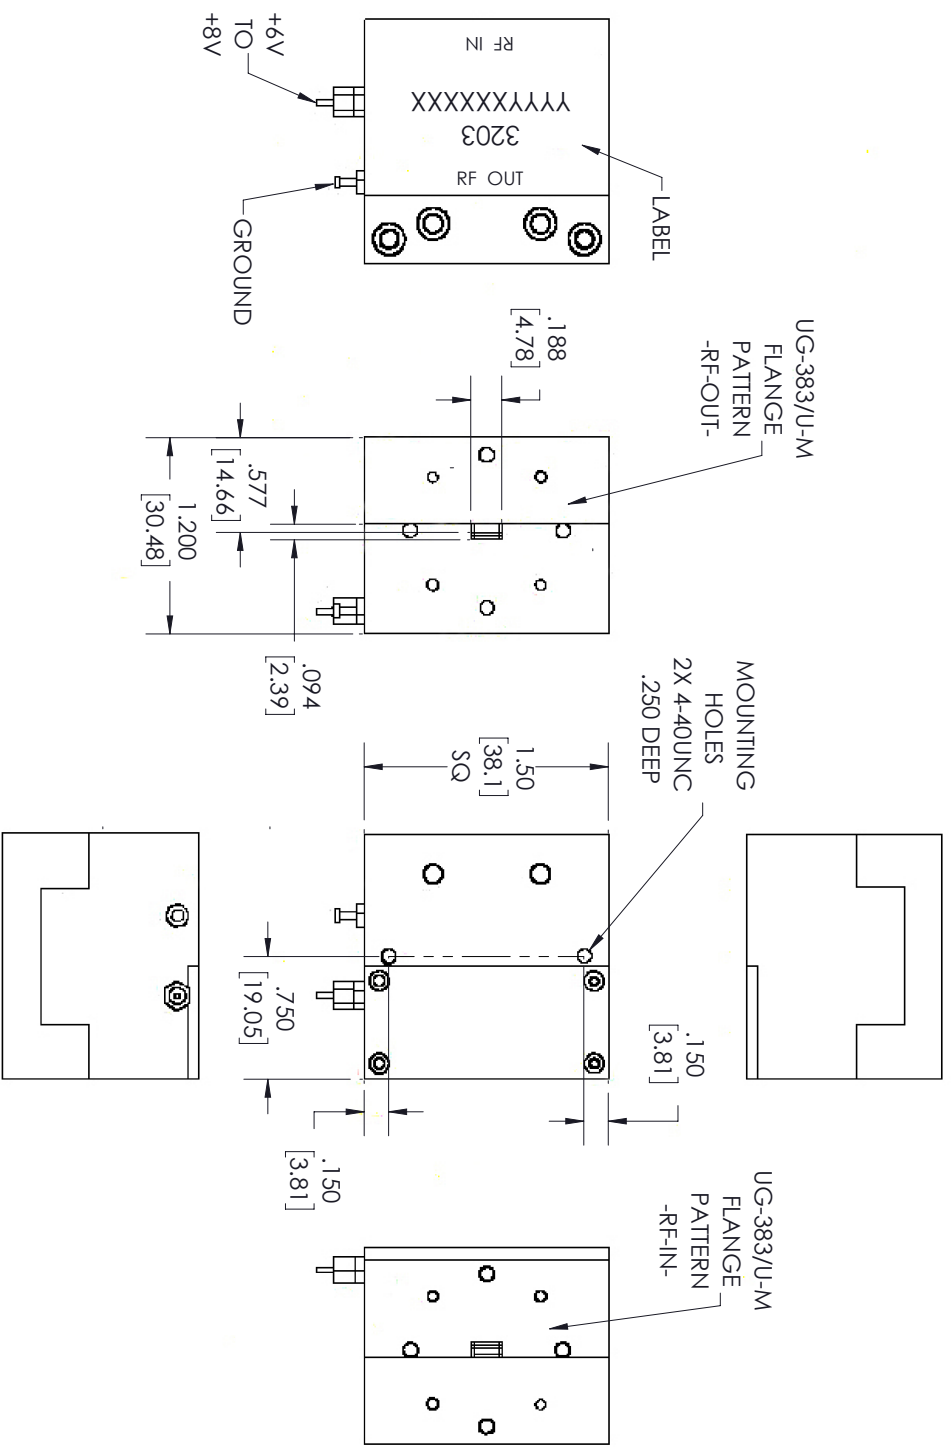 +6V
TO
+8V
RF IN
YYYYXXXXXX
3203
RF OUT
LABEL
GROUND
UG-383/U-M
FLANGE
PATTERN
-RF-OUT-
.188
[4.78]
.577
[14.66]
1.200
[30.48]
.094
[2.39]
MOUNTING
HOLES
2X 4-40UNC
.250 DEEP
1.50
[38.1]
SQ
.750
[19.05]
.150
[3.81]
.150
[3.81]
UG-383/U-M
FLANGE
PATTERN
-RF-IN-